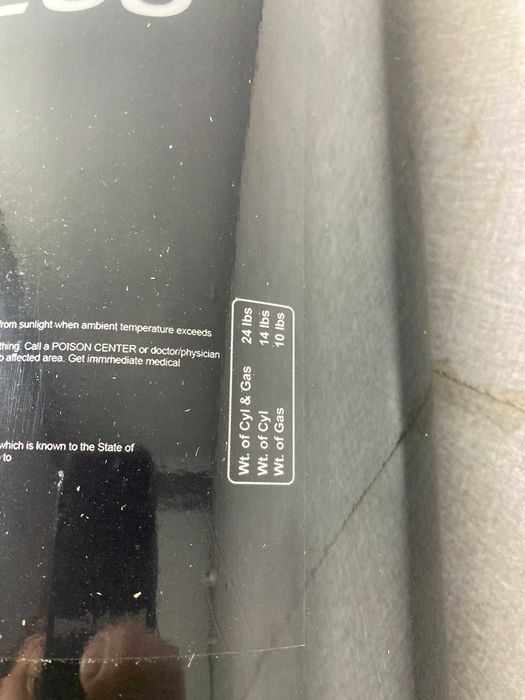 from sunlight when ambient temperature exceeds
thing. Call a POISON CENTER or doctor/physician
affected area. Get immmediate medical
which is known to the State of
to
Wt. of Cyl & Gas 24 lbs
Wt. of Cyl 14 lbs
Wt. of Gas 10 lbs